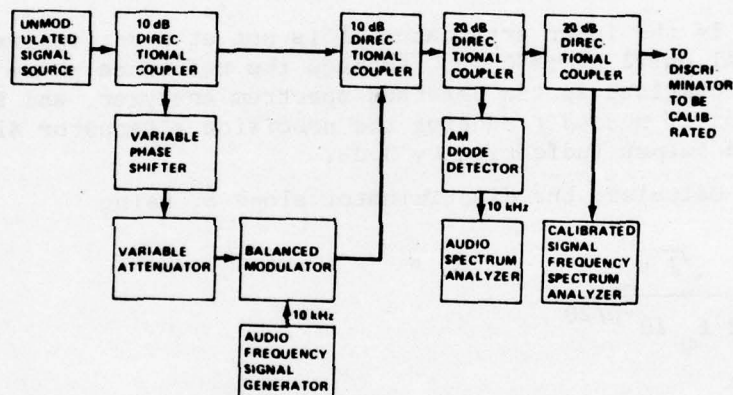 UNMOD-
ULATED
SIGNAL
SOURCE
10 dB
DIREC-
TIONAL
COUPLER
10 dB
DIREC-
TIONAL
COUPLER
20 dB
DIREC-
TIONAL
COUPLER
20 dB
DIREC-
TIONAL
COUPLER
TO
DISCRI-
MINATOR
TO BE
CALIB-
RATED
VARIABLE
PHASE
SHIFTER
AM
DIODE
DETECTOR
10 kHz
VARIABLE
ATTENUATOR
BALANCED
MODULATOR
AUDIO
SPECTRUM
ANALYZER
CALIBRATED
SIGNAL
FREQUENCY
SPECTRUM
ANALYZER
10 kHz
AUDIO
FREQUENCY
SIGNAL
GENERATOR